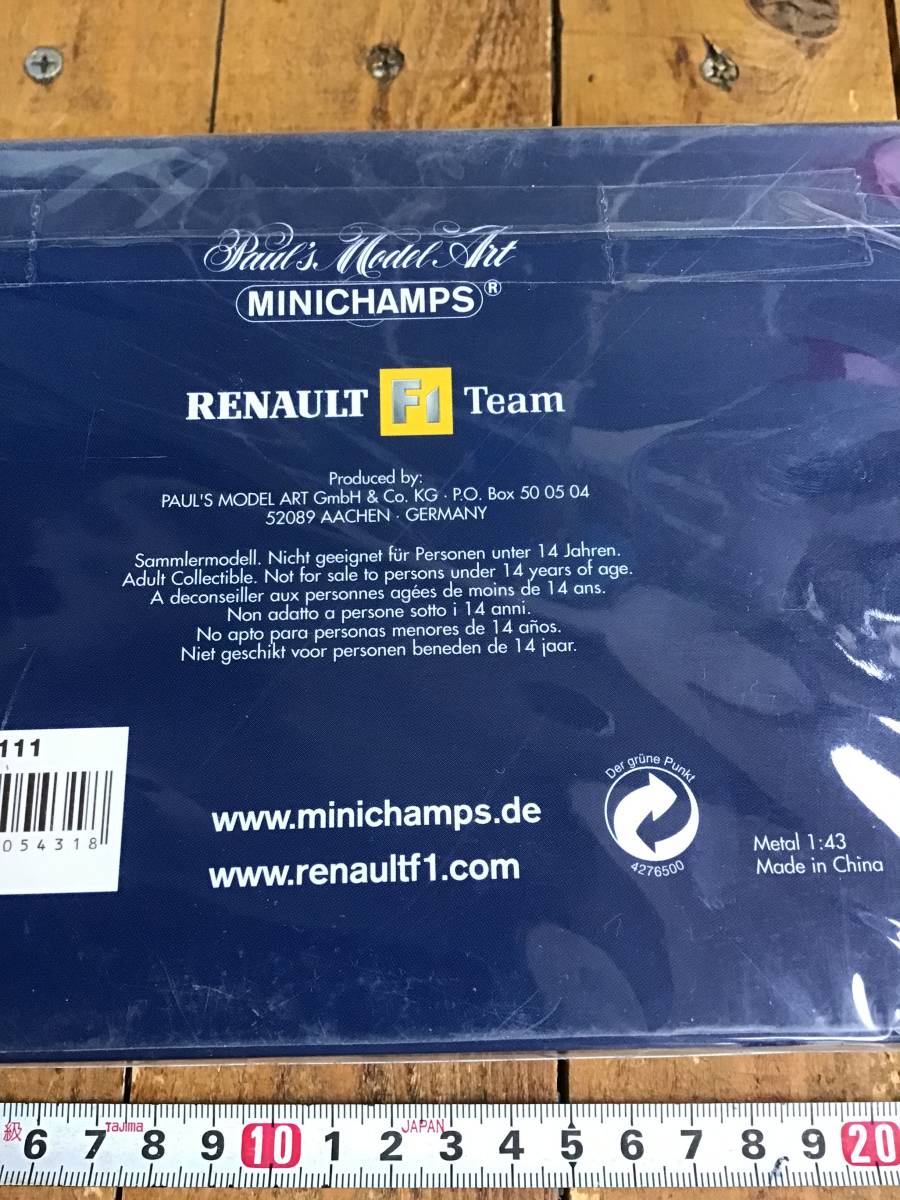 Paul's Model Art
MINICHAMPS®
RENAULT F1 Team
Produced by:
PAUL'S MODEL ART GmbH & Co. KG · P.O. Box 50 05 04
52089 AACHEN · GERMANY
Sammlermodell. Nicht geeignet für Personen unter 14 Jahren.
Adult Collectible. Not for sale to persons under 14 years of age.
A deconseiller aux personnes agées de moins de 14 ans.
Non adatto a persone sotto i 14 anni.
No apto para personas menores de 14 años.
Niet geschikt voor personen beneden de 14 jaar.
111
054318
www.minichamps.de
www.renaultf1.com
Der grüne Punkt
4276500
Metal 1:43
Made in China
級 6 7 Tajima 8 9 10 1 2 JAPAN 3 4 5 6 7 8 9 20